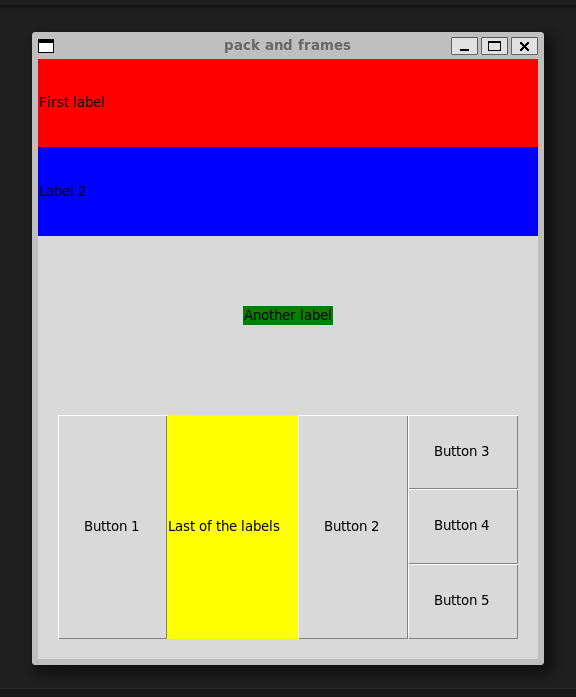 pack and frames
First label
Label 2
Another label
Button 1
Last of the labels
Button 2
Button 3
Button 4
Button 5